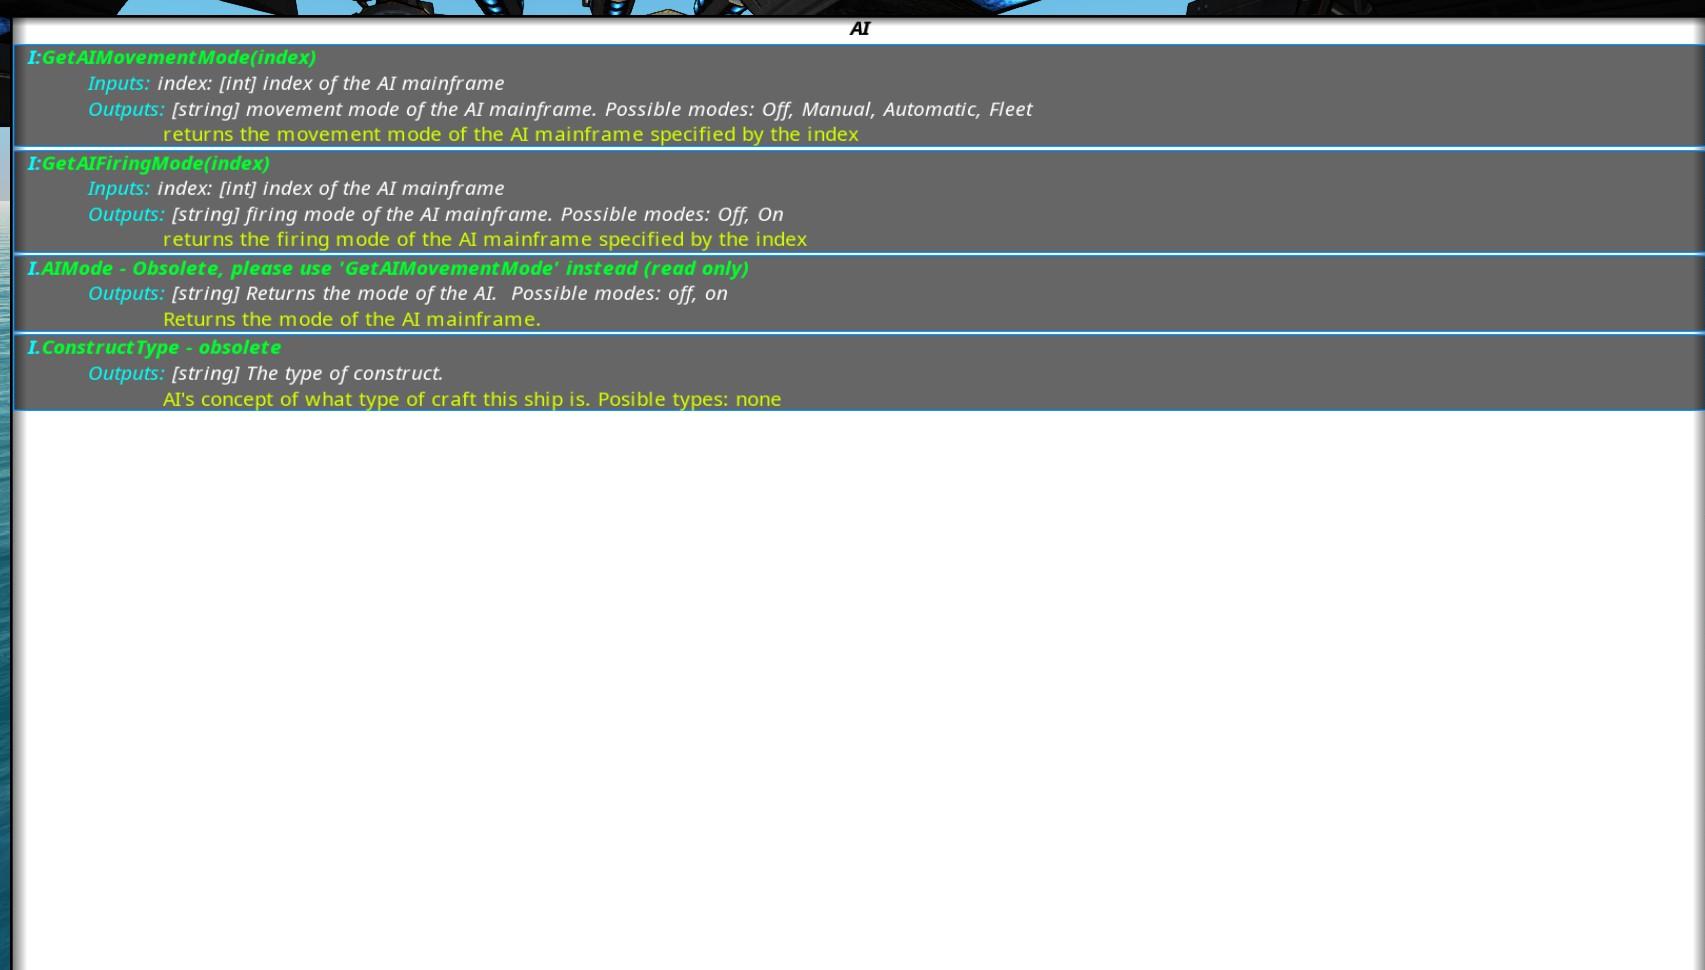 AI
I:GetAIMovementMode(index)
Inputs: index: [int] index of the AI mainframe
Outputs: [string] movement mode of the AI mainframe. Possible modes: Off, Manual, Automatic, Fleet
returns the movement mode of the AI mainframe specified by the index
I:GetAIFiringMode(index)
Inputs: index: [int] index of the AI mainframe
Outputs: [string] firing mode of the AI mainframe. Possible modes: Off, On
returns the firing mode of the AI mainframe specified by the index
I.AIMode - Obsolete, please use 'GetAIMovementMode' instead (read only)
Outputs: [string] Returns the mode of the AI.  Possible modes: off, on
Returns the mode of the AI mainframe.
I.ConstructType - obsolete
Outputs: [string] The type of construct.
AI's concept of what type of craft this ship is. Posible types: none